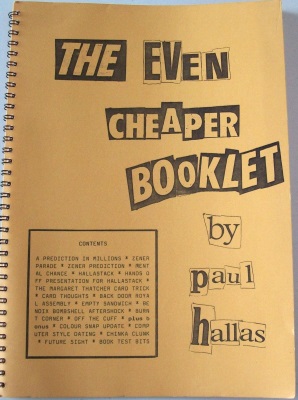 THE EVEN
CHEAPER
BOOKLET
by
paul
hallas
CONTENTS
A PREDICTION IN MILLIONS * ZENER
PARADE * ZENER PREDICTION * MENT
AL CHANCE * HALLASTACK * HANDS O
FF PRESENTATION FOR HALLASTACK *
THE MARGARET THATCHER CARD TRICK
* CARD THOUGHTS * BACK DOOR ROYA
L ASSEMBLY * EMPTY SANDWICH * BE
NOIX BOMBSHELL AFTERSHOCK * BURN
T CORNER * OFF THE CUFF * plus b
onus * COLOUR SNAP UPDATE * COMP
UTER STYLE DATING * CHINKA CLUNK
* FUTURE SIGHT * BOOK TEST BITS